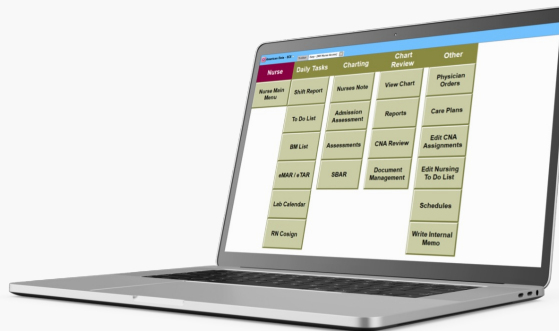 Nurse
Daily Tasks
Charting
Chart
Review
Other
Nurse Main
Menu
Shift Report
Nurses Note
View Chart
Physician
Orders
To Do List
Admission
Assessment
Reports
Care Plans
BM List
Assessments
CNA Review
Edit CNA
Assignments
eMAR / eTAR
SBAR
Document
Management
Edit Nursing
To Do List
Lab Calendar
Schedules
RN Cosign
Write Internal
Memo